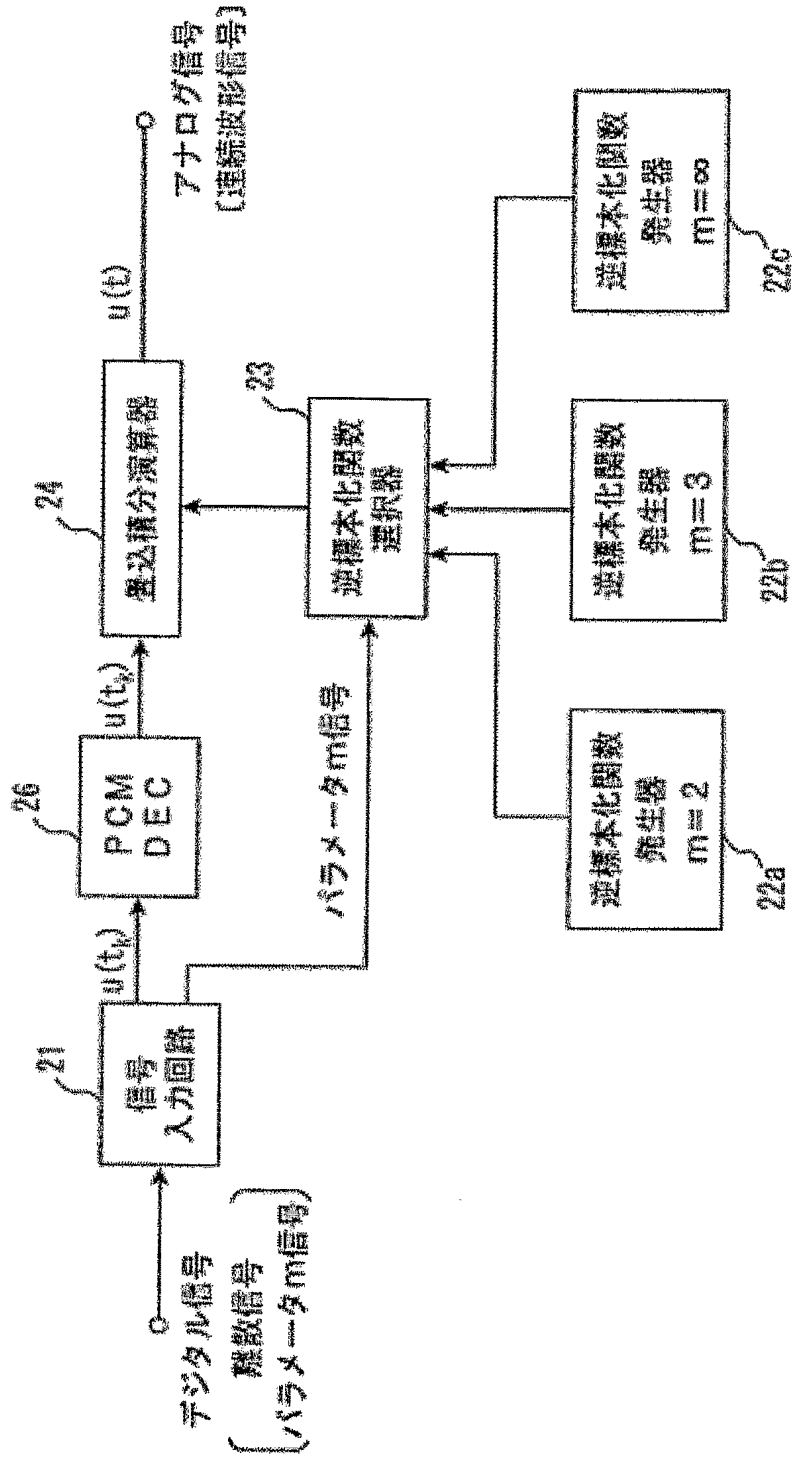 デジタル信号
離散信号
パラメータm信号
21
信号
入力回路
u(tk)
26
PCM
DEC
u(tk)
24
畳込積分演算器
u(t)
アナログ信号
(連続波形信号)
パラメータm信号
23
逆標本化関数
選択器
逆標本化関数
発生器
m=2
22a
逆標本化関数
発生器
m=3
22b
逆標本化関数
発生器
m=∞
22c